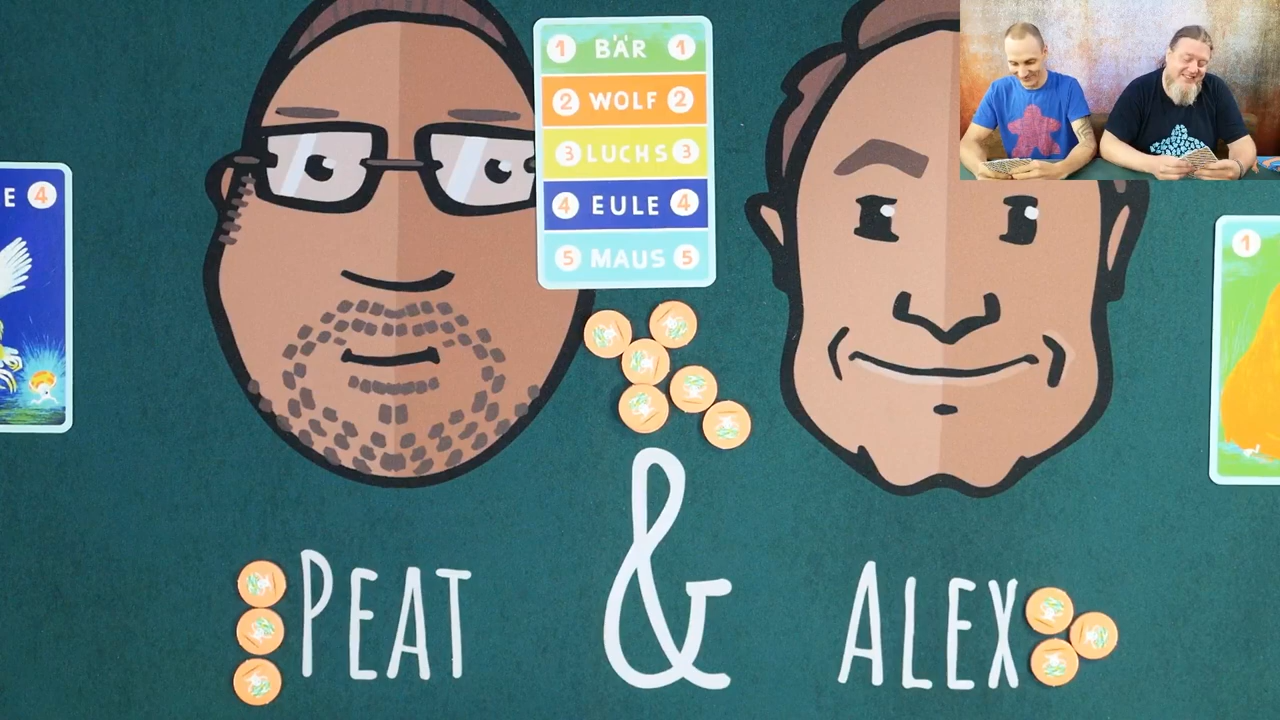 1 BÄR 1
2 WOLF 2
3 LUCHS 3
4 EULE 4
5 MAUS 5
E 4
1
&
PEAT
ALEX